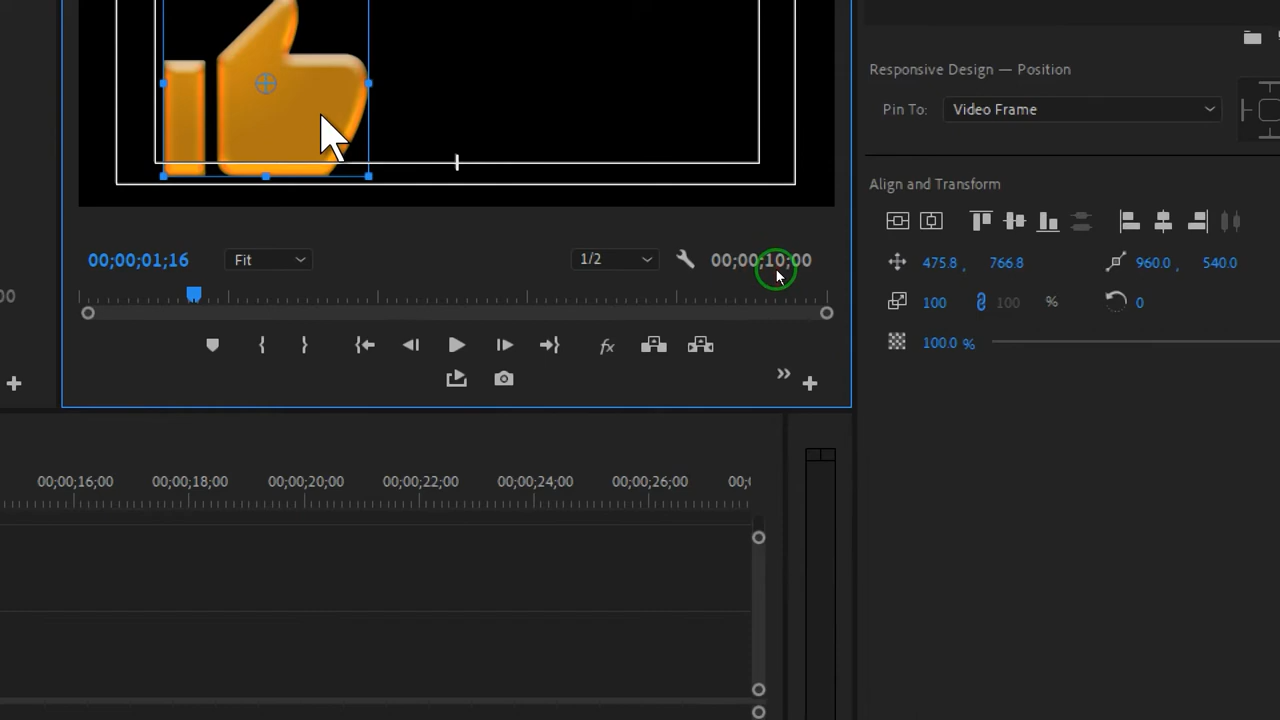 Responsive Design — Position
Pin To: Video Frame
Align and Transform
00;00;01;16 Fit 1/2 00;00;10;00
475.8 , 766.8 960.0 , 540.0
100 100 % 0
100.0 %
00;00;16;00 00;00;18;00 00;00;20;00 00;00;22;00 00;00;24;00 00;00;26;00